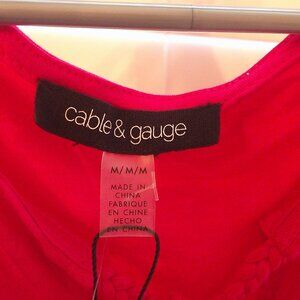 cable & gauge
M/M/M
MADE IN
CHINA
FABRIQUE
EN CHINE
HECHO
EN CHINA